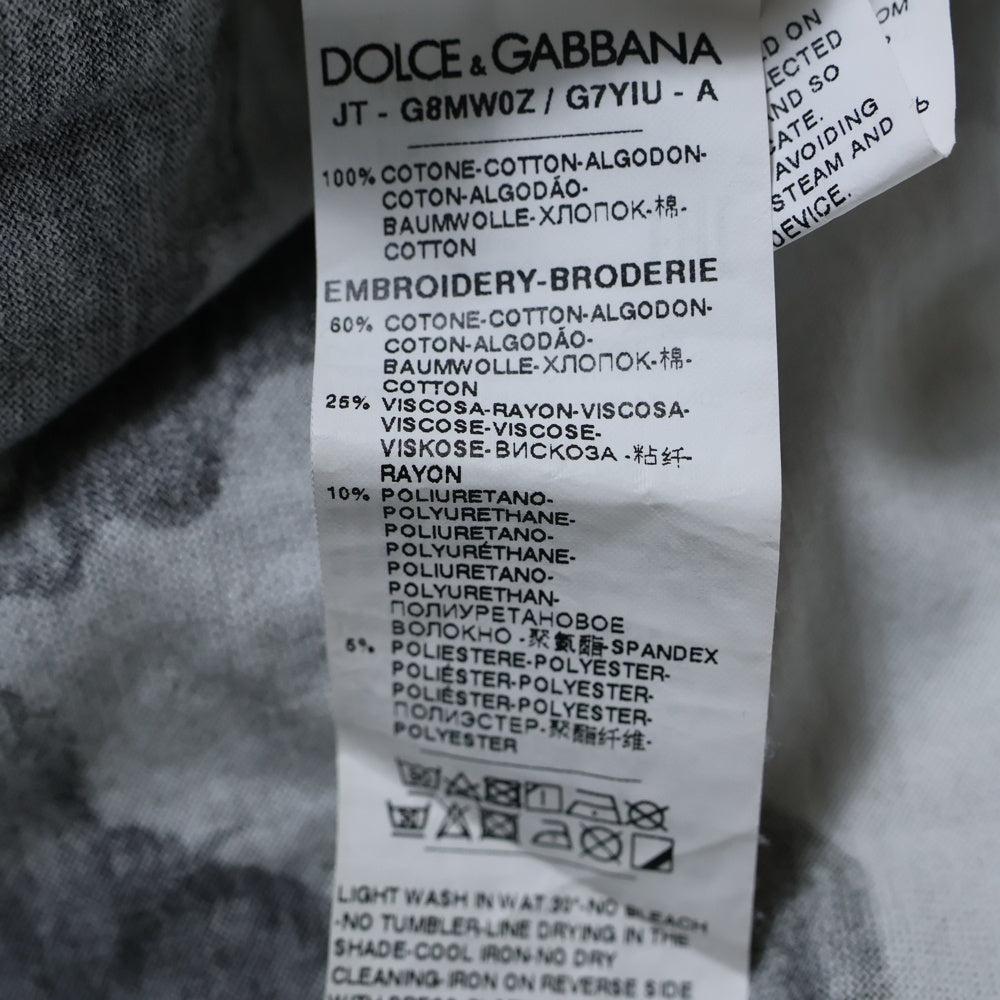 DOLCE & GABBANA
JT - G8MW0Z / G7YIU - A
100% COTONE-COTTON-ALGODON-
COTON-ALGODÃO-
BAUMWOLLE-ХЛОПОК-棉-
COTTON
EMBROIDERY-BRODERIE
60% COTONE-COTTON-ALGODON-
COTON-ALGODÃO-
BAUMWOLLE-ХЛОПОК-棉-
COTTON
25% VISCOSA-RAYON-VISCOSA-
VISCOSE-VISCOSE-
VISKOSE-ВИСКОЗА -粘纤-
RAYON
10% POLIURETANO-
POLYURETHANE-
POLIURETANO-
POLYURÉTHANE-
POLIURETANO-
POLYURETHAN-
ПОЛИУРЕТАНОВОЕ
ВОЛОКНО -聚氨酯-SPANDEX
5% POLIESTERE-POLYESTER-
POLIÉSTER-POLYESTER-
POLIÉSTER-POLYESTER-
ПОЛИЭСТЕР-聚酯纤维-
POLYESTER
LIGHT WASH IN WAT.30°-NO BLEACH
-NO TUMBLER-LINE DRYING IN THE
SHADE-COOL IRON-NO DRY
CLEANING-IRON ON REVERSE SIDE
D ON
LECTED
AND SO
CATE.
AVOIDING
STEAM AND
DEVICE.
OM